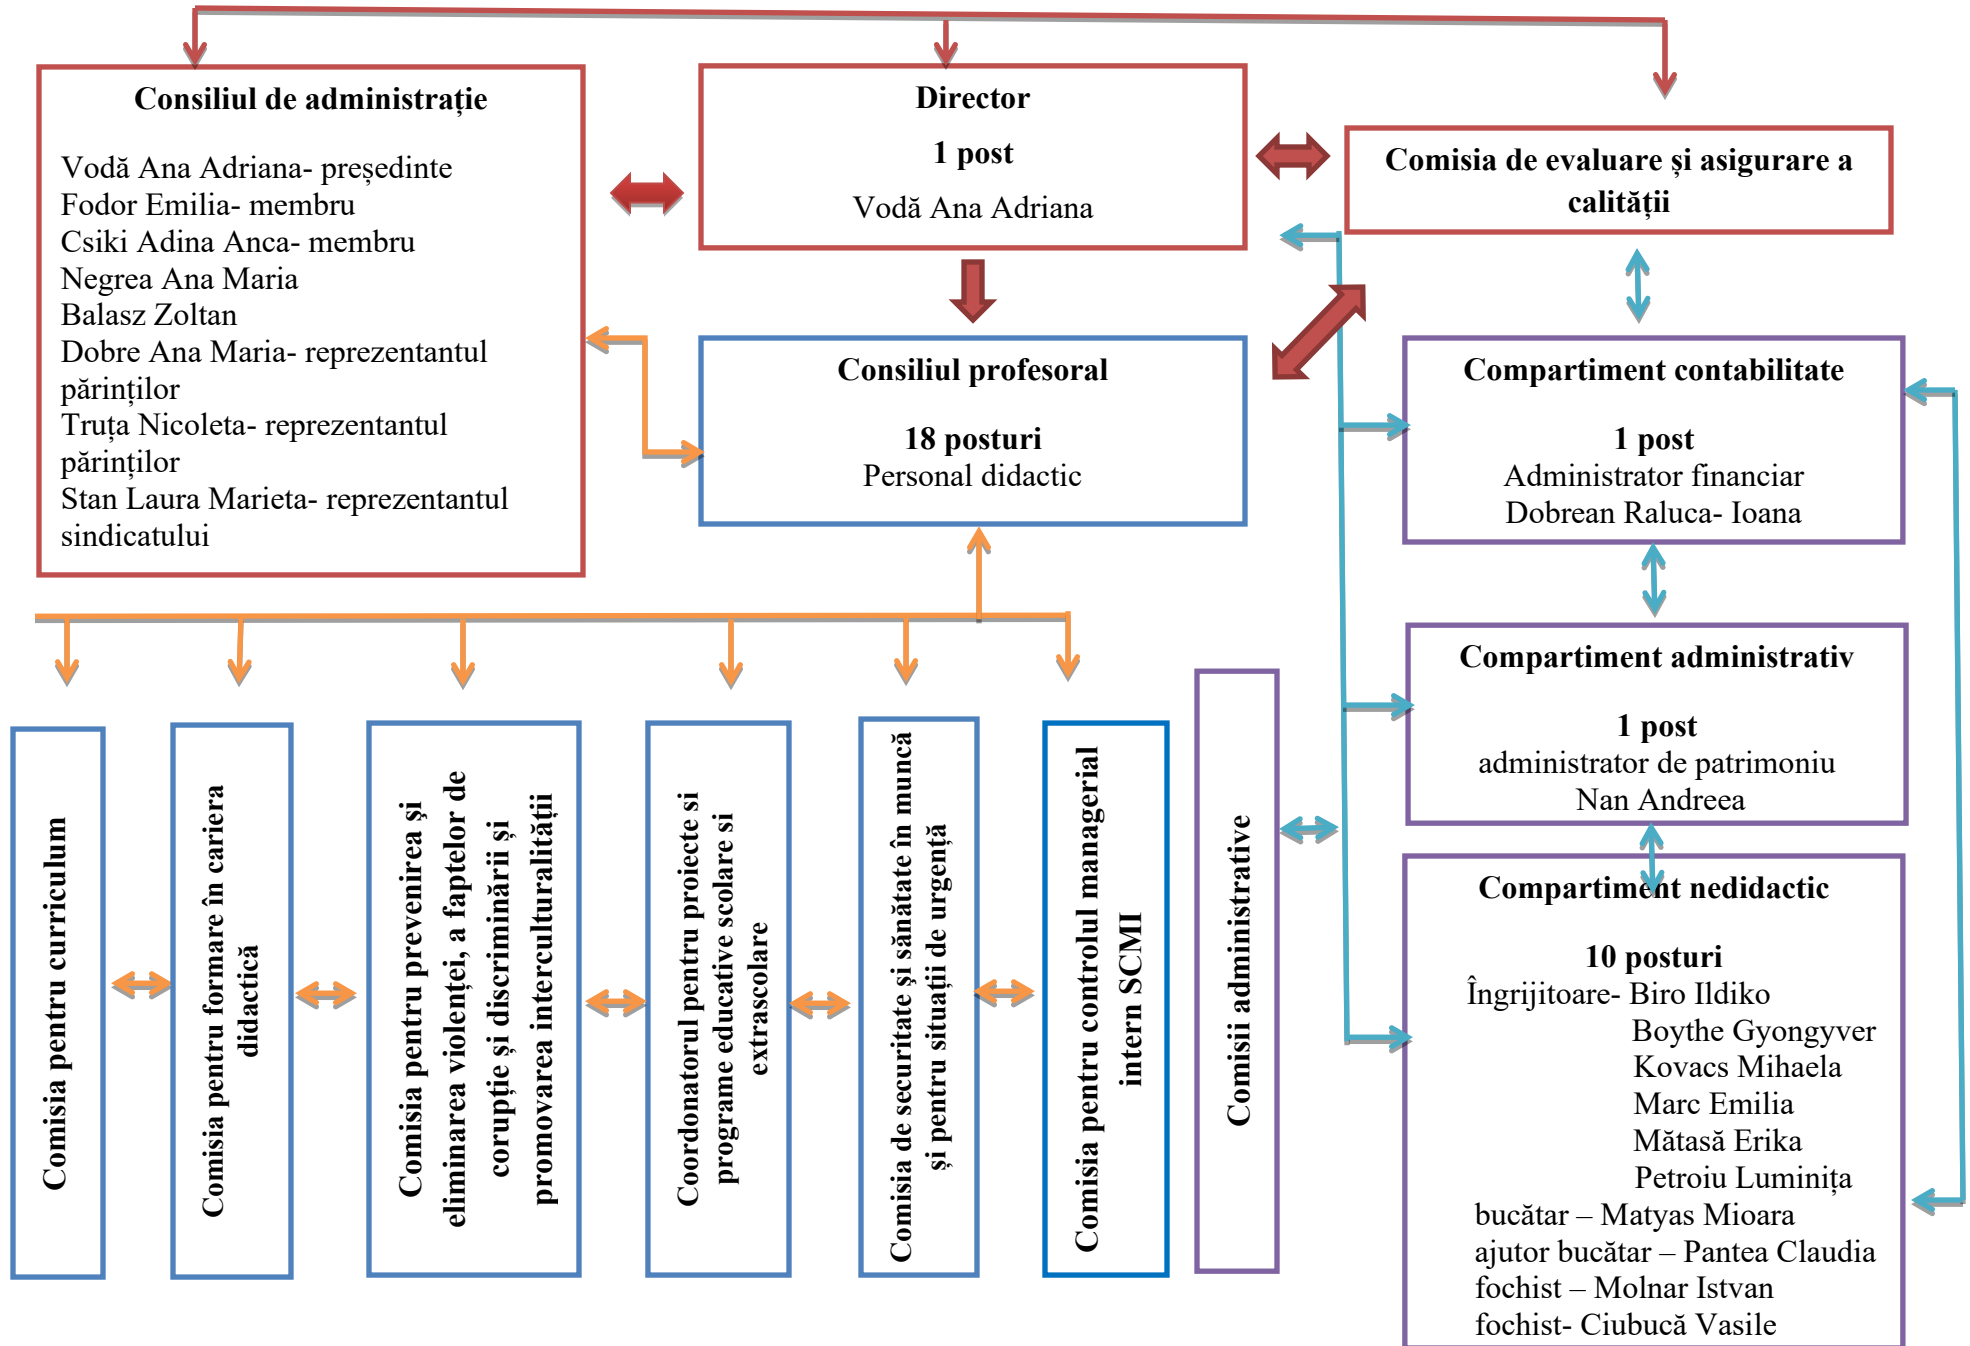 Consiliul de administrație
Vodă Ana Adriana- președinte
Fodor Emilia- membru
Csiki Adina Anca- membru
Negrea Ana Maria
Balasz Zoltan
Dobre Ana Maria- reprezentantul
părinților
Truța Nicoleta- reprezentantul
părinților
Stan Laura Marieta- reprezentantul
sindicatului
Director
1 post
Vodă Ana Adriana
Comisia de evaluare și asigurare a
calității
Consiliul profesoral
18 posturi
Personal didactic
Compartiment contabilitate
1 post
Administrator financiar
Dobrean Raluca- Ioana
Compartiment administrativ
1 post
administrator de patrimoniu
Nan Andreea
Compartiment nedidactic
10 posturi
Îngrijitoare- Biro Ildiko
Boythe Gyongyver
Kovacs Mihaela
Marc Emilia
Mătasă Erika
Petroiu Luminița
bucătar – Matyas Mioara
ajutor bucătar – Pantea Claudia
fochist – Molnar Istvan
fochist- Ciubucă Vasile
Comisia pentru curriculum
Comisia pentru formare în cariera
didactică
Comisia pentru prevenirea şi
eliminarea violenţei, a faptelor de
corupție și discriminării și
promovarea interculturalității
Coordonatorul pentru proiecte si
programe educative scolare si
extrascolare
Comisia de securitate şi sănătate în muncă
și pentru situații de urgență
Comisia pentru controlul managerial
intern SCMI
Comisii administrative